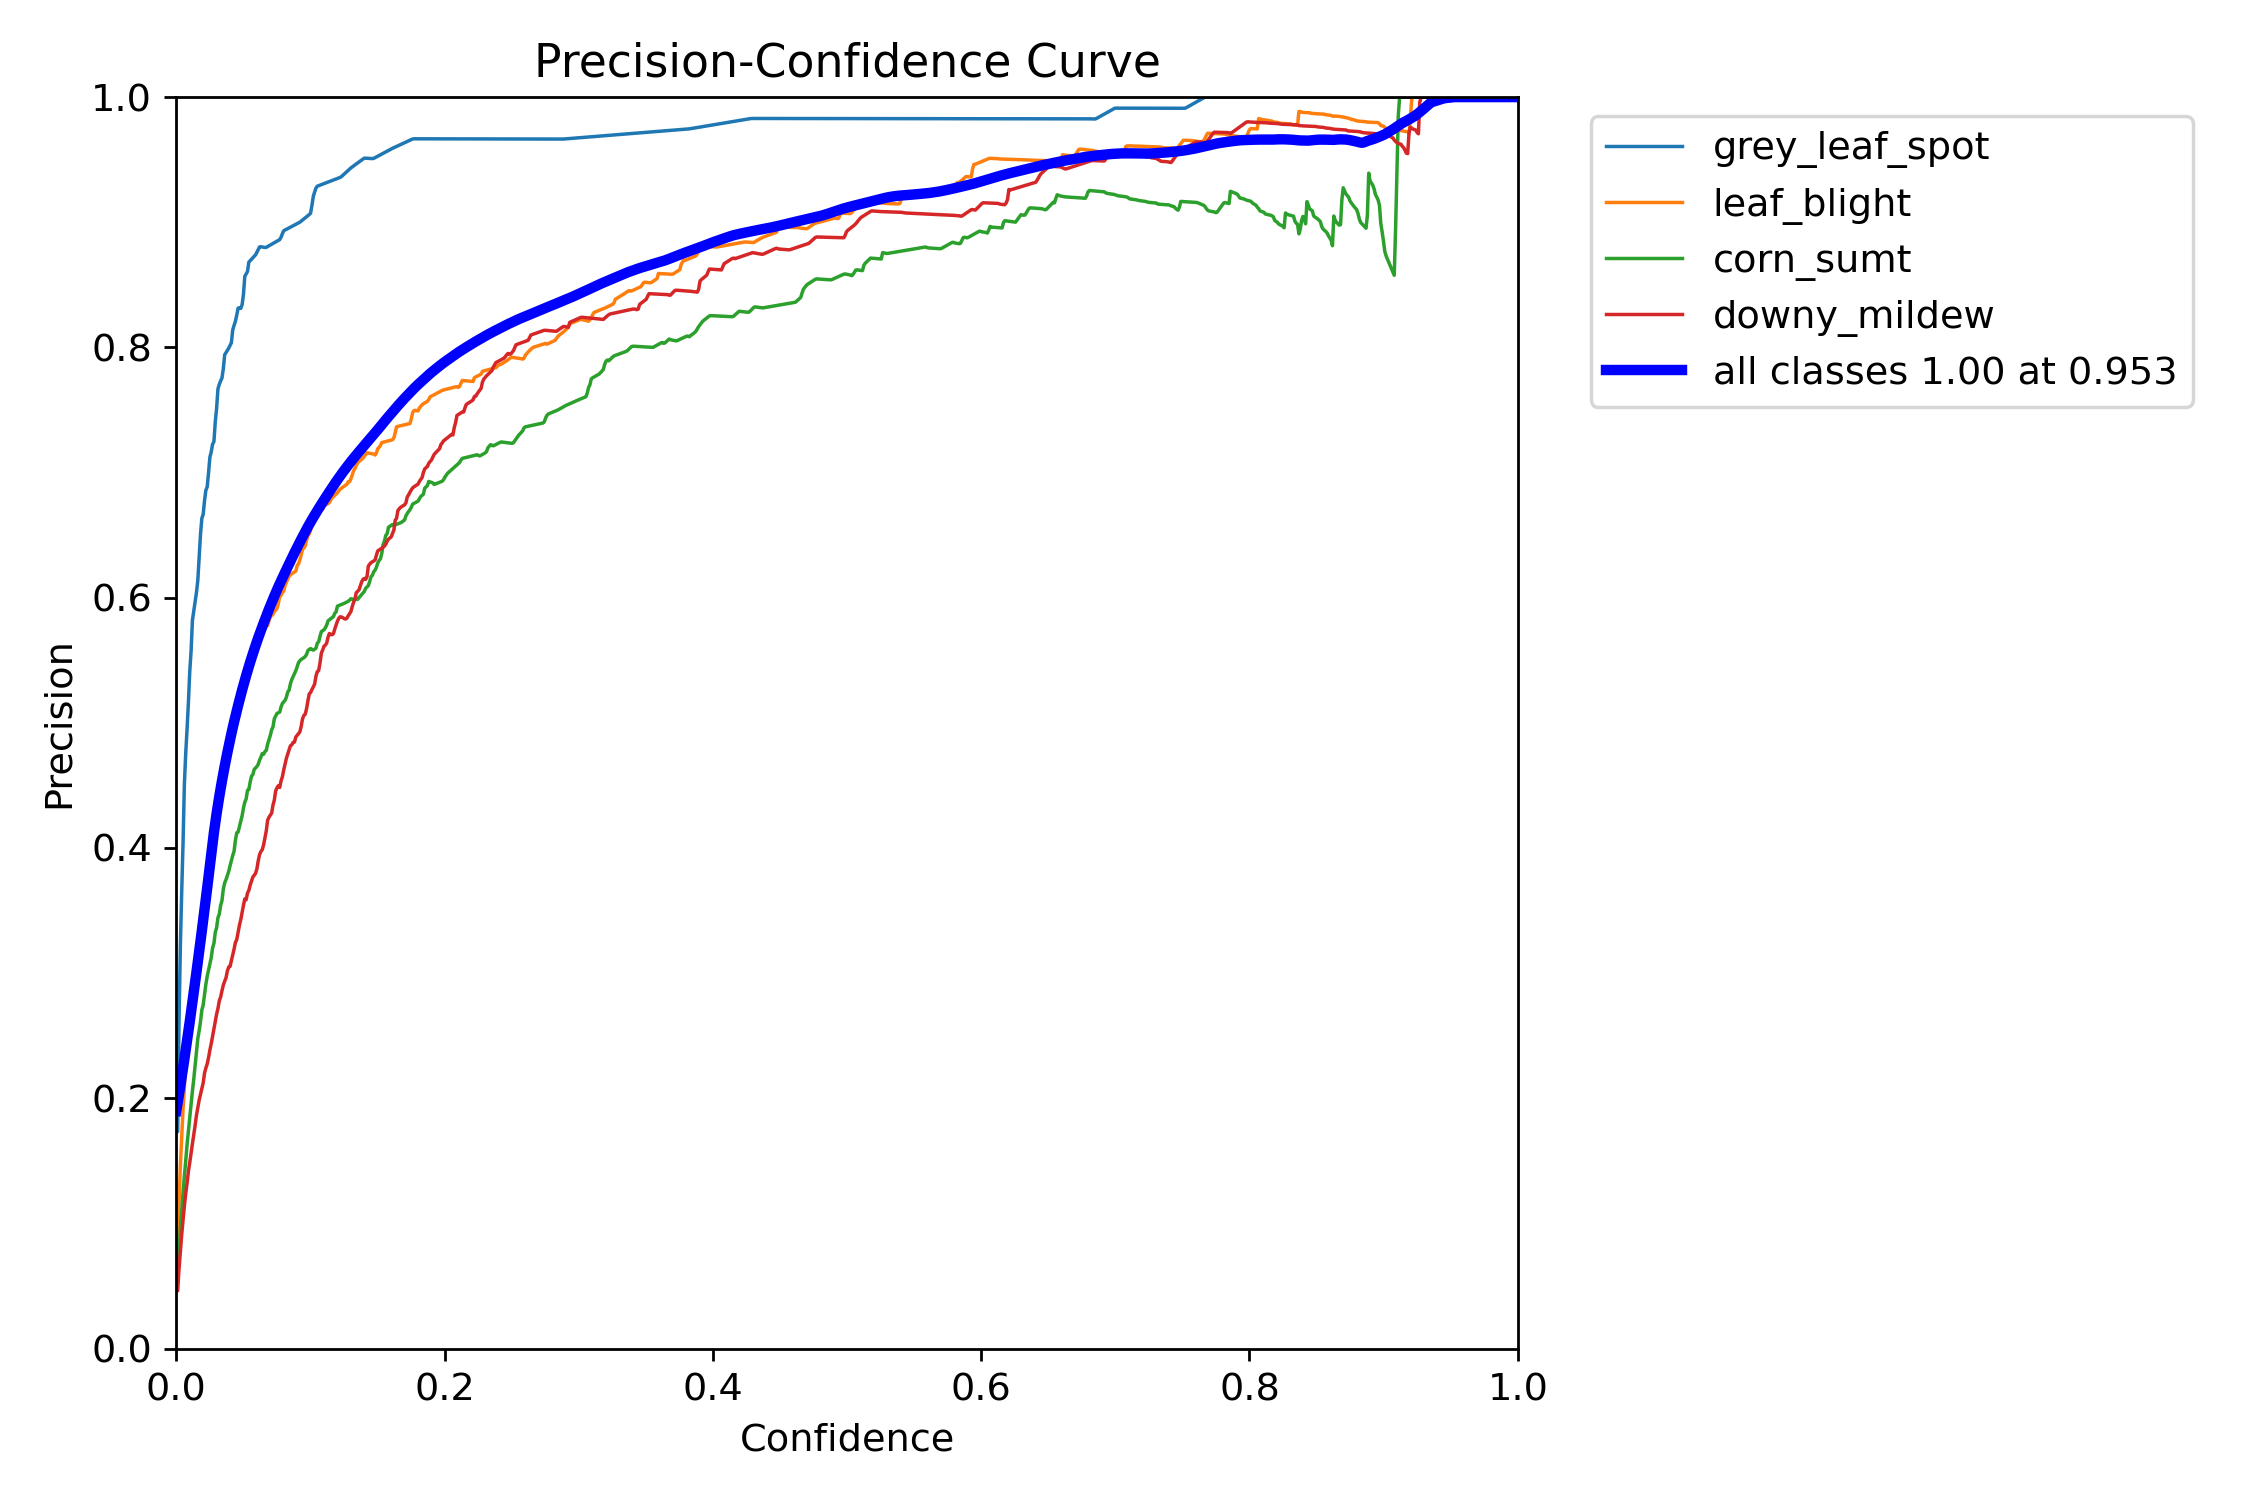 Precision-Confidence Curve
1.0
0.8
0.6
0.4
0.2
0.0
Precision
0.0 0.2 0.4 0.6 0.8 1.0
Confidence
grey_leaf_spot
leaf_blight
corn_sumt
downy_mildew
all classes 1.00 at 0.953